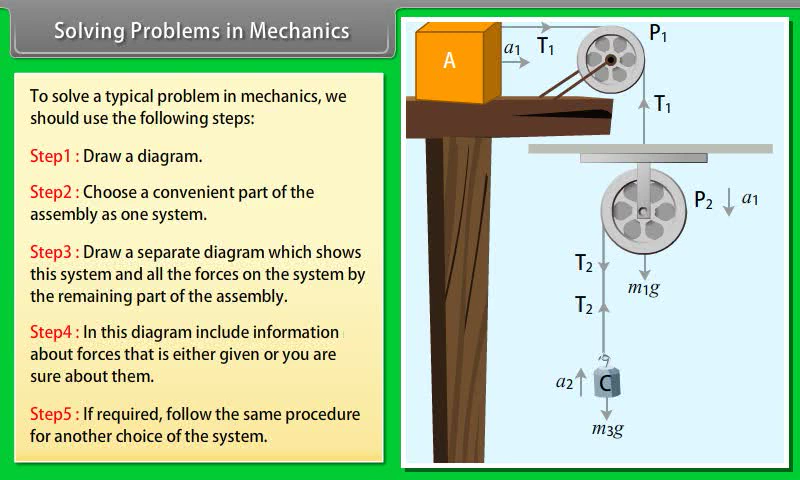 Solving Problems in Mechanics
To solve a typical problem in mechanics, we
should use the following steps:
Step1 : Draw a diagram.
Step2 : Choose a convenient part of the
assembly as one system.
Step3 : Draw a separate diagram which shows
this system and all the forces on the system by
the remaining part of the assembly.
Step4 : In this diagram include information
about forces that is either given or you are
sure about them.
Step5 : If required, follow the same procedure
for another choice of the system.
A
a₁
T₁
P₁
T₁
P₂
a₁
T₂
m₁g
T₂
a₂
C
m₃g